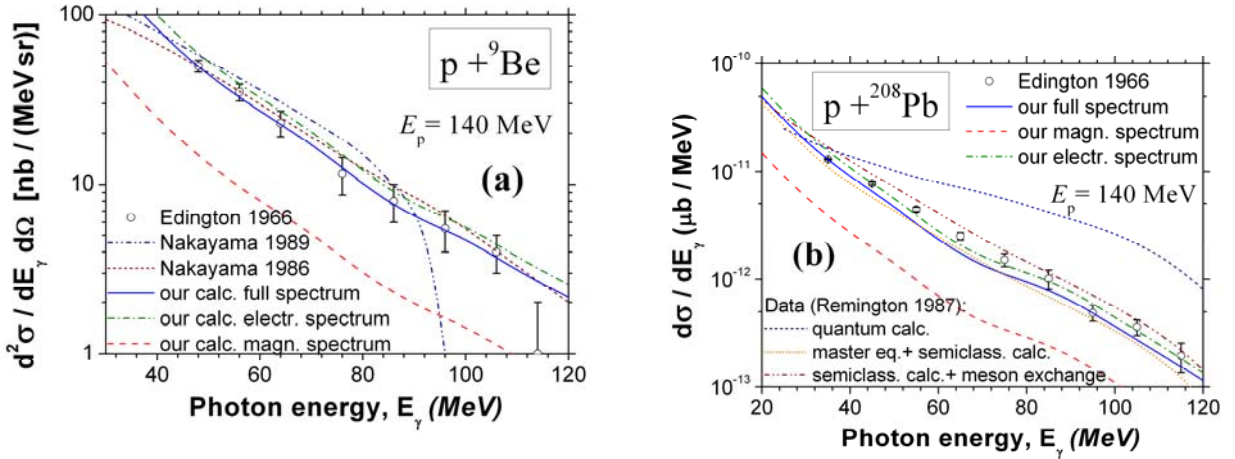 100
10
1
d²σ / dE_γ dΩ [nb / (MeV sr)]
p + ⁹Be
E_p = 140 MeV
(a)
Edington 1966
Nakayama 1989
Nakayama 1986
our calc. full spectrum
our calc. electr. spectrum
our calc. magn. spectrum
40 60 80 100 120
Photon energy, E_γ (MeV)
10⁻¹⁰
10⁻¹¹
10⁻¹²
10⁻¹³
dσ / dE_γ (μb / MeV)
p + ²⁰⁸Pb
Edington 1966
our full spectrum
our magn. spectrum
our electr. spectrum
E_p = 140 MeV
(b)
Data (Remington 1987):
quantum calc.
master eq.+ semiclass. calc.
semiclass. calc.+ meson exchange
20 40 60 80 100 120
Photon energy, E_γ (MeV)